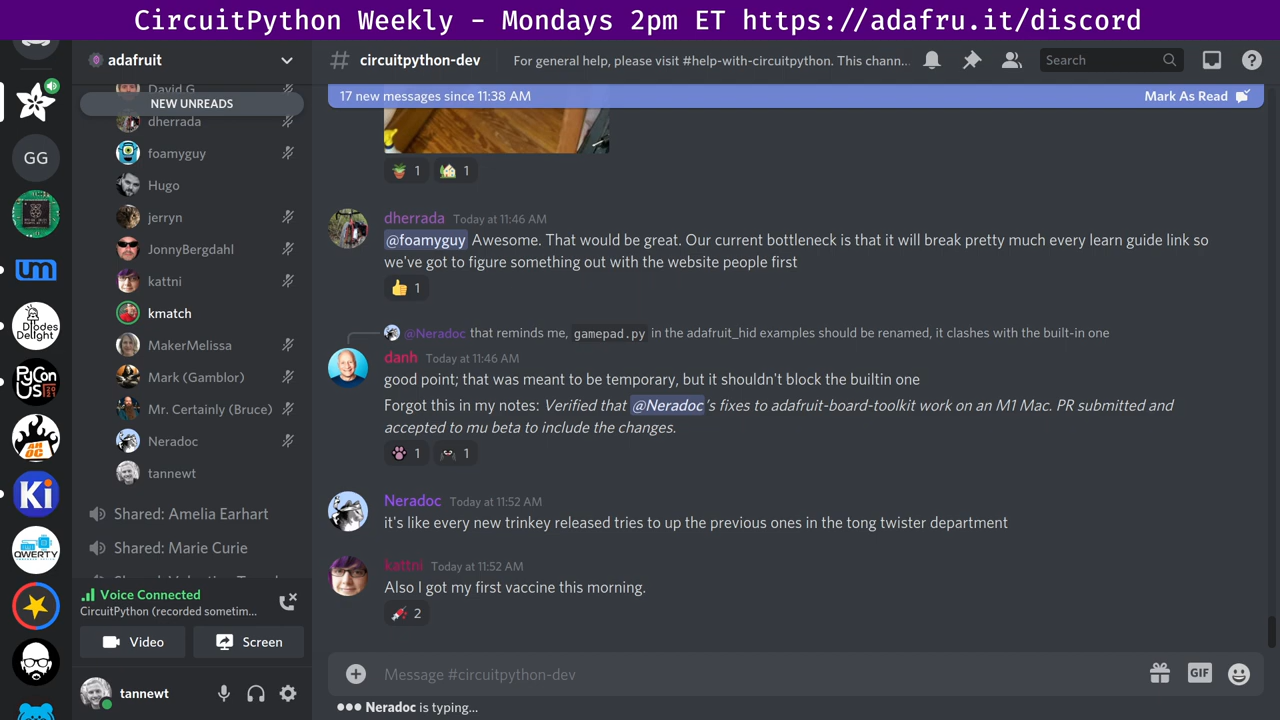 CircuitPython Weekly - Mondays 2pm ET https://adafru.it/discord
adafruit
David G
NEW UNREADS
dherrada
foamyguy
Hugo
jerryn
JonnyBergdahl
kattni
kmatch
MakerMelissa
Mark (Gamblor)
Mr. Certainly (Bruce)
Neradoc
tannewt
Shared: Amelia Earhart
Shared: Marie Curie
Voice Connected
CircuitPython (recorded sometim...
Video
Screen
tannewt
GG
um
Diodes
Delight
PyCon
US
2021
AHOC
Ki
QWERTY
# circuitpython-dev
For general help, please visit #help-with-circuitpython. This chann...
Search
17 new messages since 11:38 AM
Mark As Read
1
1
dherrada Today at 11:46 AM
@foamyguy Awesome. That would be great. Our current bottleneck is that it will break pretty much every learn guide link so
we've got to figure something out with the website people first
1
@Neradoc that reminds me, gamepad.py in the adafruit_hid examples should be renamed, it clashes with the built-in one
danh Today at 11:46 AM
good point; that was meant to be temporary, but it shouldn't block the builtin one
Forgot this in my notes: Verified that @Neradoc's fixes to adafruit-board-toolkit work on an M1 Mac. PR submitted and
accepted to mu beta to include the changes.
1
1
Neradoc Today at 11:52 AM
it's like every new trinkey released tries to up the previous ones in the tong twister department
kattni Today at 11:52 AM
Also I got my first vaccine this morning.
2
Message #circuitpython-dev
GIF
Neradoc is typing...